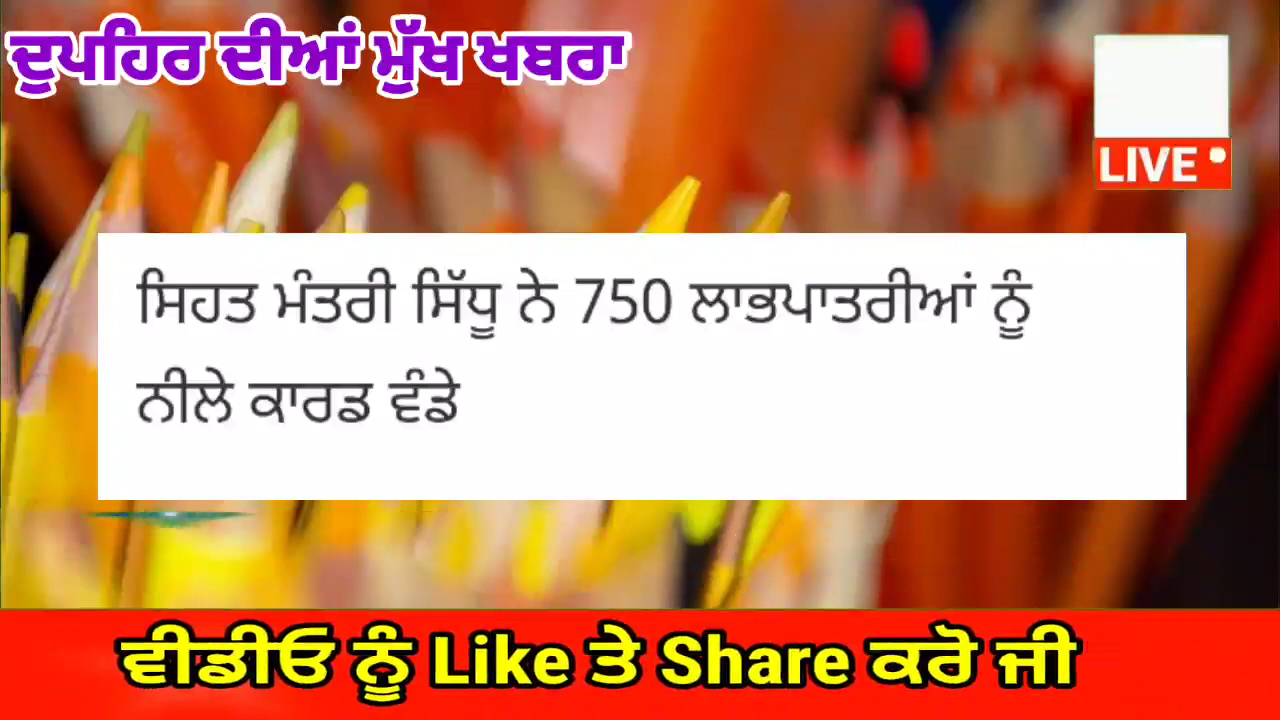 ਦੁਪਹਿਰ ਦੀਆਂ ਮੁੱਖ ਖਬਰਾ
LIVE
ਸਿਹਤ ਮੰਤਰੀ ਸਿੱਧੂ ਨੇ 750 ਲਾਭਪਾਤਰੀਆਂ ਨੂੰ
ਨੀਲੇ ਕਾਰਡ ਵੰਡੇ
ਵੀਡੀਓ ਨੂੰ Like ਤੇ Share ਕਰੋ ਜੀ